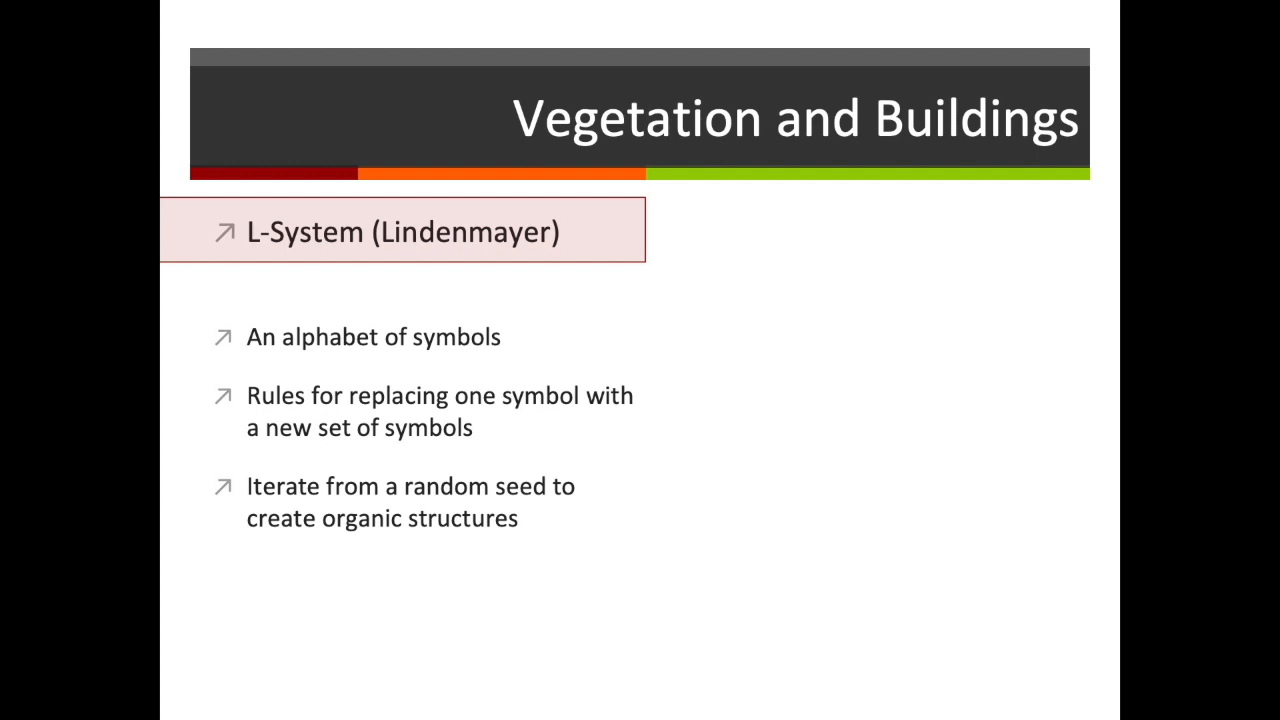 Vegetation and Buildings
L-System (Lindenmayer)
An alphabet of symbols
Rules for replacing one symbol with
a new set of symbols
Iterate from a random seed to
create organic structures